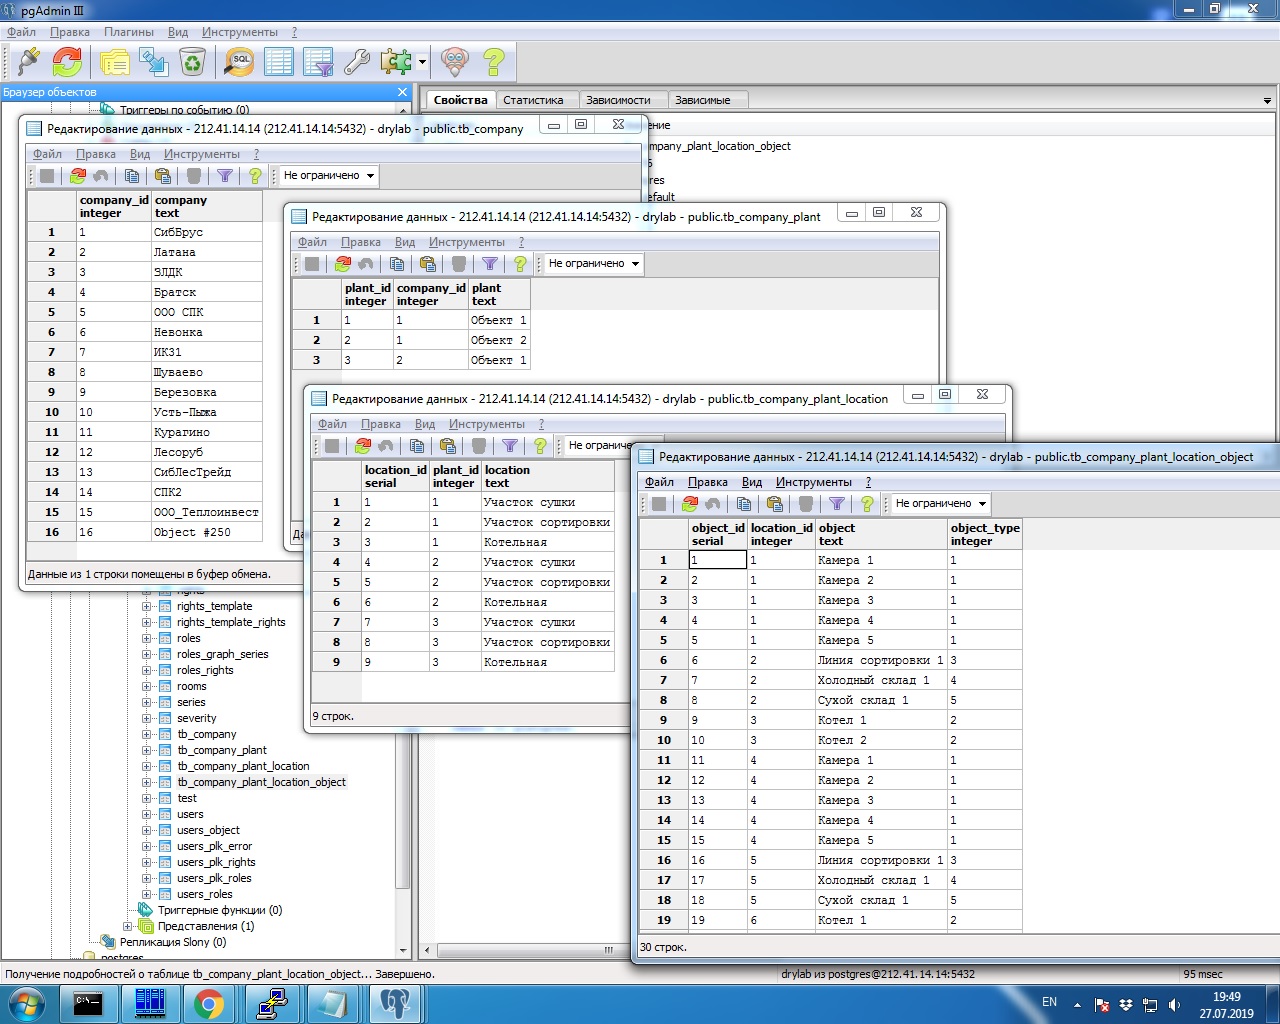 pgAdmin III
Файл Правка Плагины Вид Инструменты ?
SQL
Браузер объектов
Триггеры по событию (0)
Свойства Статистика Зависимости Зависимые
ение
mpany_plant_location_object
5
res
efault
Редактирование данных - 212.41.14.14 (212.41.14.14:5432) - drylab - public.tb_company
Файл Правка Вид Инструменты ?
Не ограничено
company_id integer company text
1 1 СибБрус
2 2 Латана
3 3 ЗЛДК
4 4 Братск
5 5 ООО СПК
6 6 Невонка
7 7 ИК31
8 8 Шуваево
9 9 Березовка
10 10 Усть-Пыжа
11 11 Курагино
12 12 Лесоруб
13 13 СибЛесТрейд
14 14 СПК2
15 15 ООО_Теплоинвест
16 16 Object #250
Данные из 1 строки помещены в буфер обмена.
Редактирование данных - 212.41.14.14 (212.41.14.14:5432) - drylab - public.tb_company_plant
Файл Правка Вид Инструменты ?
Не ограничено
plant_id integer company_id integer plant text
1 1 1 Объект 1
2 2 1 Объект 2
3 3 2 Объект 1
Да
Редактирование данных - 212.41.14.14 (212.41.14.14:5432) - drylab - public.tb_company_plant_location
Файл Правка Вид Инструменты ?
Не ограниче
location_id serial plant_id integer location text
1 1 1 Участок сушки
2 2 1 Участок сортировки
3 3 1 Котельная
4 4 2 Участок сушки
5 5 2 Участок сортировки
6 6 2 Котельная
7 7 3 Участок сушки
8 8 3 Участок сортировки
9 9 3 Котельная
9 строк.
Редактирование данных - 212.41.14.14 (212.41.14.14:5432) - drylab - public.tb_company_plant_location_object
Файл Правка Вид Инструменты ?
Не ограничено
object_id serial location_id integer object text object_type integer
1 1 1 Камера 1 1
2 2 1 Камера 2 1
3 3 1 Камера 3 1
4 4 1 Камера 4 1
5 5 1 Камера 5 1
6 6 2 Линия сортировки 1 3
7 7 2 Холодный склад 1 4
8 8 2 Сухой склад 1 5
9 9 3 Котел 1 2
10 10 3 Котел 2 2
11 11 4 Камера 1 1
12 12 4 Камера 2 1
13 13 4 Камера 3 1
14 14 4 Камера 4 1
15 15 4 Камера 5 1
16 16 5 Линия сортировки 1 3
17 17 5 Холодный склад 1 4
18 18 5 Сухой склад 1 5
19 19 6 Котел 1 2
30 строк.
rights
rights_template
rights_template_rights
roles
roles_graph_series
roles_rights
rooms
series
severity
tb_company
tb_company_plant
tb_company_plant_location
tb_company_plant_location_object
test
users
users_object
users_plk_error
users_plk_rights
users_plk_roles
users_roles
Триггерные функции (0)
Представления (1)
Репликация Slony (0)
postgres
Получение подробностей о таблице tb_company_plant_location_object... Завершено.
drylab из postgres@212.41.14.14:5432
95 msec
EN
19:49
27.07.2019